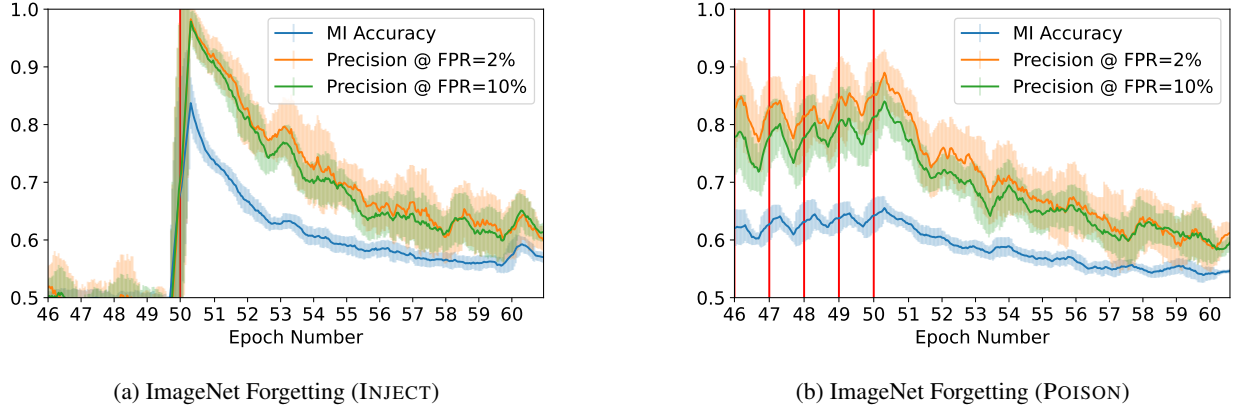 1.0
0.9
0.8
0.7
0.6
0.5
46 47 48 49 50 51 52 53 54 55 56 57 58 59 60
Epoch Number
MI Accuracy
Precision @ FPR=2%
Precision @ FPR=10%
(a) ImageNet Forgetting (INJECT)
1.0
0.9
0.8
0.7
0.6
0.5
46 47 48 49 50 51 52 53 54 55 56 57 58 59 60
Epoch Number
MI Accuracy
Precision @ FPR=2%
Precision @ FPR=10%
(b) ImageNet Forgetting (POISON)